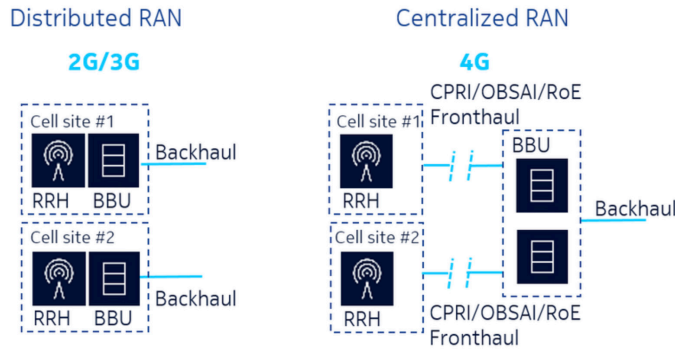 Distributed RAN
2G/3G
Cell site #1
RRH BBU
Backhaul
Cell site #2
RRH BBU
Backhaul
Centralized RAN
4G
CPRI/OBSAI/RoE
Fronthaul
Cell site #1
RRH
BBU
Backhaul
Cell site #2
RRH
CPRI/OBSAI/RoE
Fronthaul